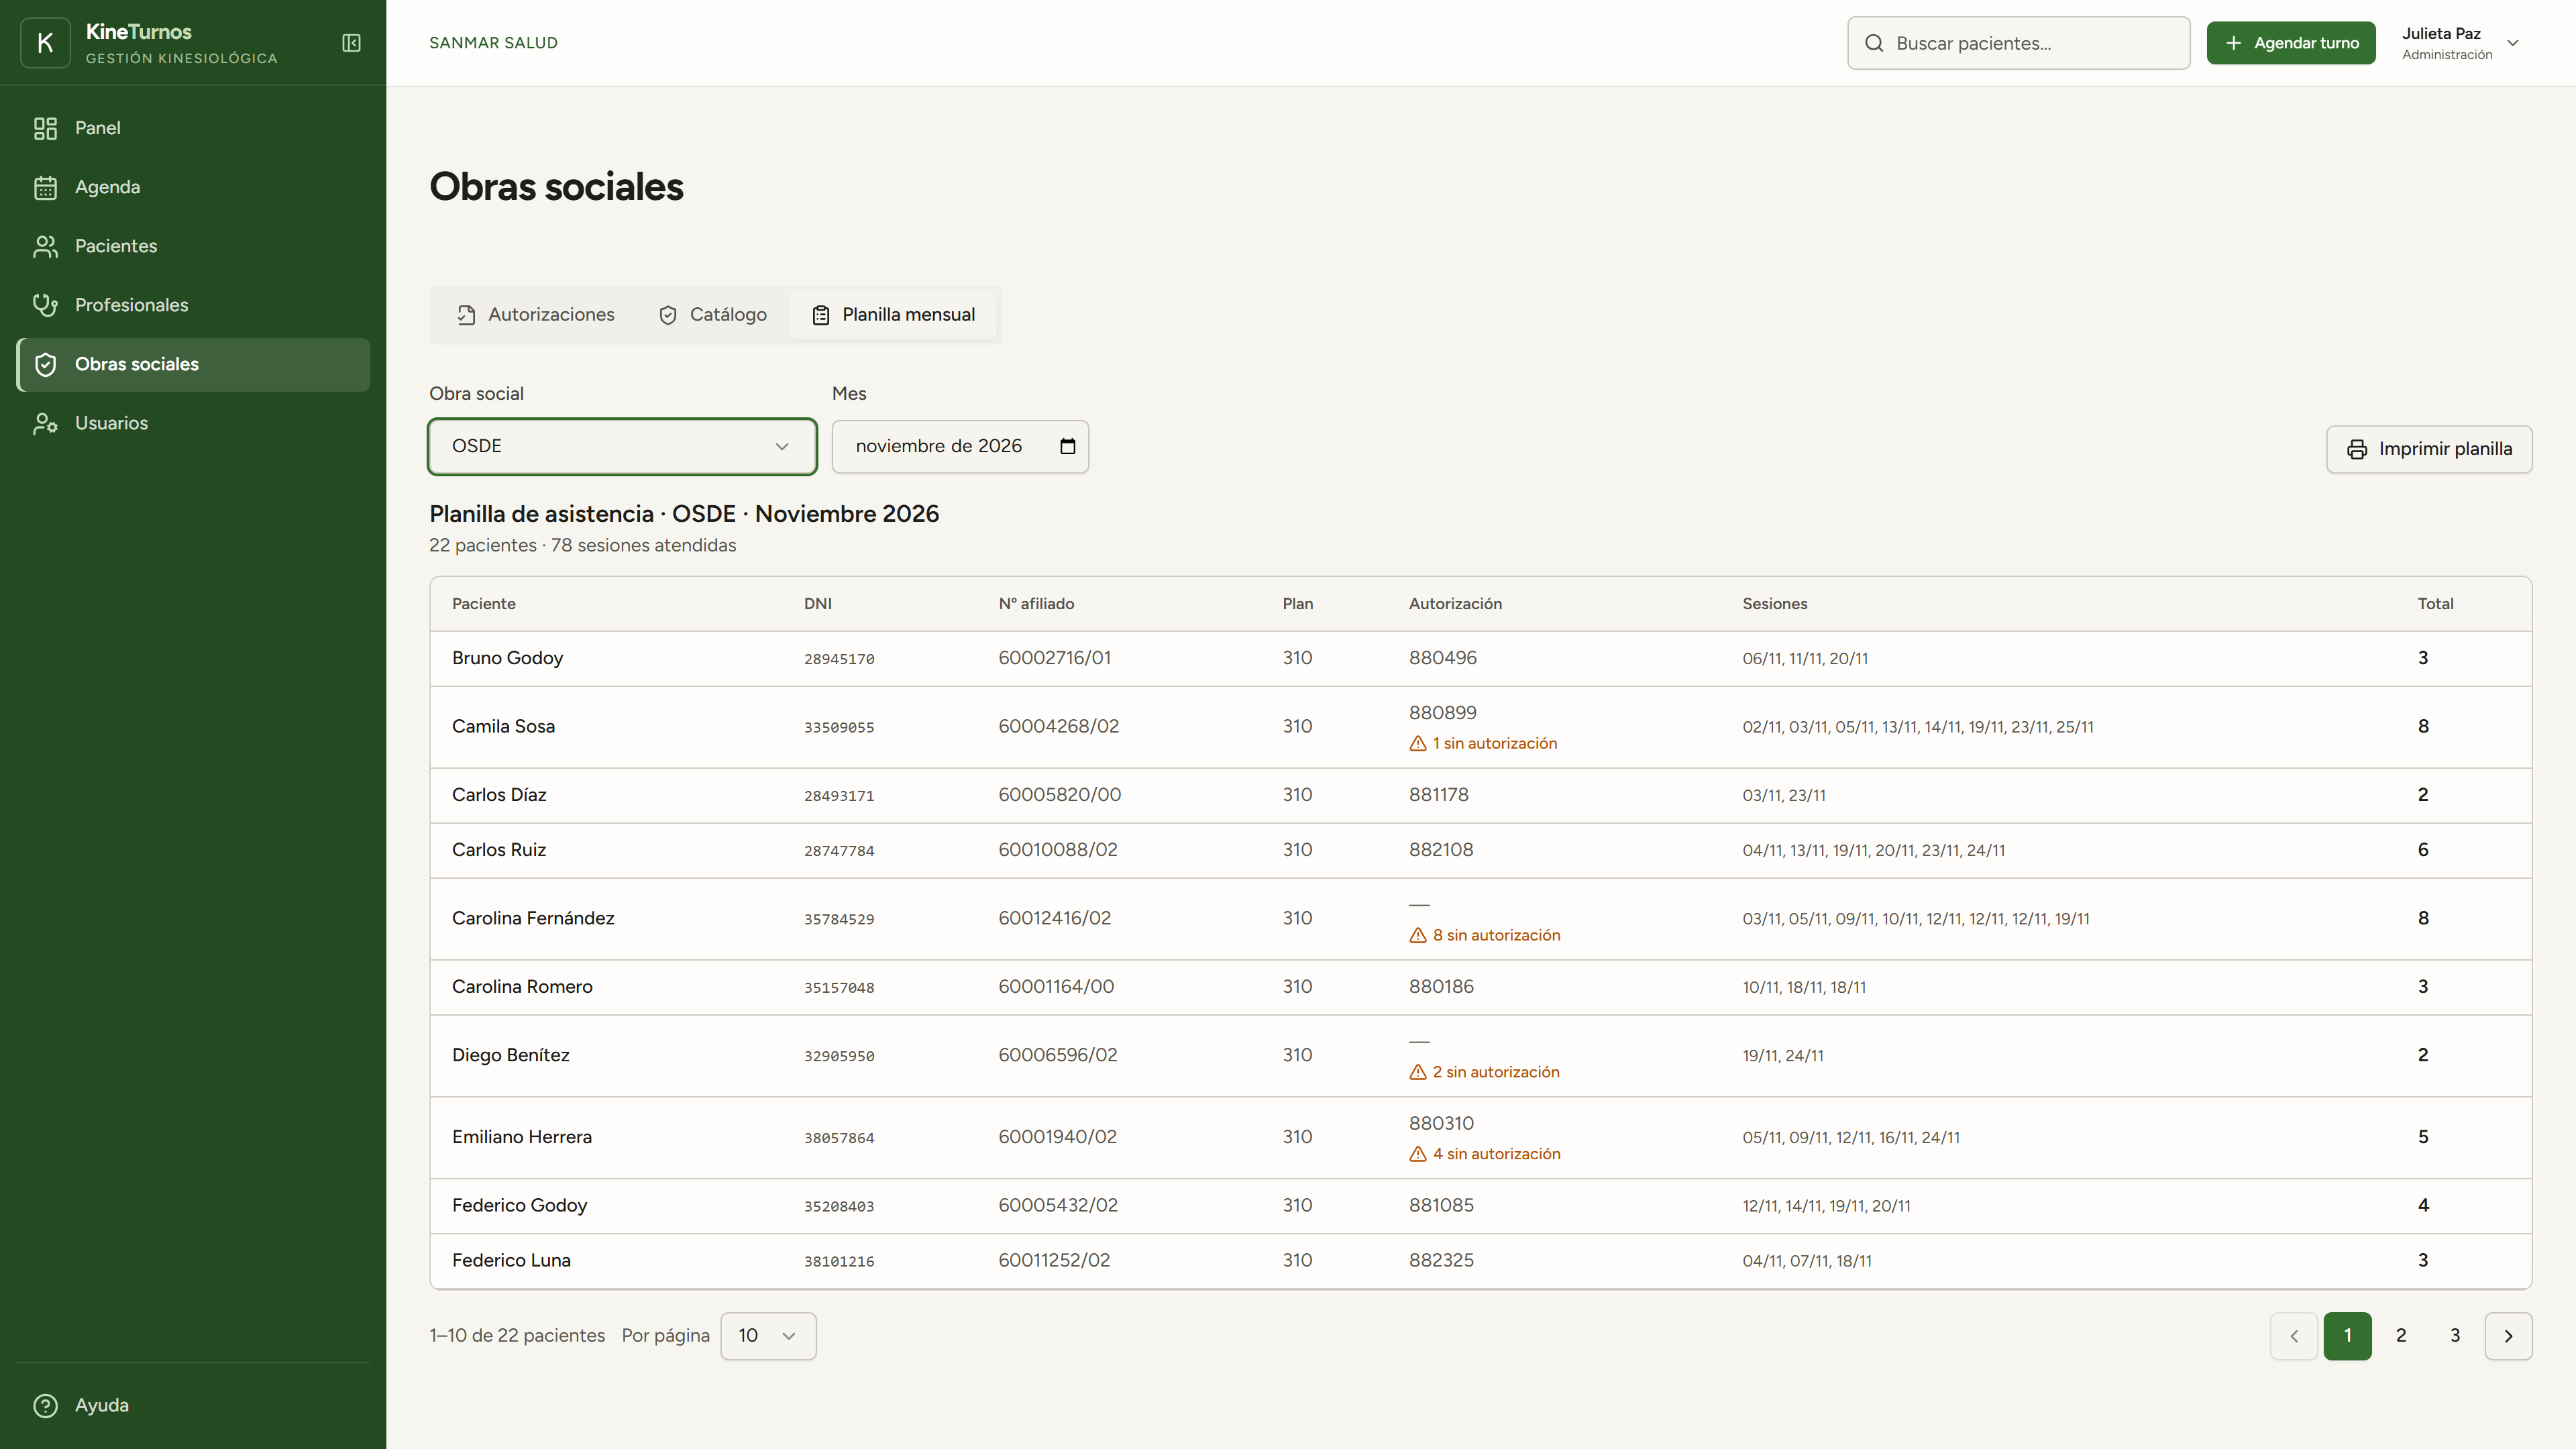 K
KineTurnos
GESTIÓN KINESIOLÓGICA
Panel
Agenda
Pacientes
Profesionales
Obras sociales
Usuarios
Ayuda
SANMAR SALUD
Buscar pacientes...
+ Agendar turno
Julieta Paz
Administración
Obras sociales
Autorizaciones
Catálogo
Planilla mensual
Obra social
Mes
OSDE
noviembre de 2026
Imprimir planilla
Planilla de asistencia · OSDE · Noviembre 2026
22 pacientes · 78 sesiones atendidas
Paciente DNI Nº afiliado Plan Autorización Sesiones Total
Bruno Godoy 28945170 60002716/01 310 880496 06/11, 11/11, 20/11 3
Camila Sosa 33509055 60004268/02 310 880899 02/11, 03/11, 05/11, 13/11, 14/11, 19/11, 23/11, 25/11 8
1 sin autorización
Carlos Díaz 28493171 60005820/00 310 881178 03/11, 23/11 2
Carlos Ruiz 28747784 60010088/02 310 882108 04/11, 13/11, 19/11, 20/11, 23/11, 24/11 6
Carolina Fernández 35784529 60012416/02 310 — 03/11, 05/11, 09/11, 10/11, 12/11, 12/11, 12/11, 19/11 8
8 sin autorización
Carolina Romero 35157048 60001164/00 310 880186 10/11, 18/11, 18/11 3
Diego Benítez 32905950 60006596/02 310 — 19/11, 24/11 2
2 sin autorización
Emiliano Herrera 38057864 60001940/02 310 880310 05/11, 09/11, 12/11, 16/11, 24/11 5
4 sin autorización
Federico Godoy 35208403 60005432/02 310 881085 12/11, 14/11, 19/11, 20/11 4
Federico Luna 38101216 60011252/02 310 882325 04/11, 07/11, 18/11 3
1–10 de 22 pacientes Por página 10
1 2 3